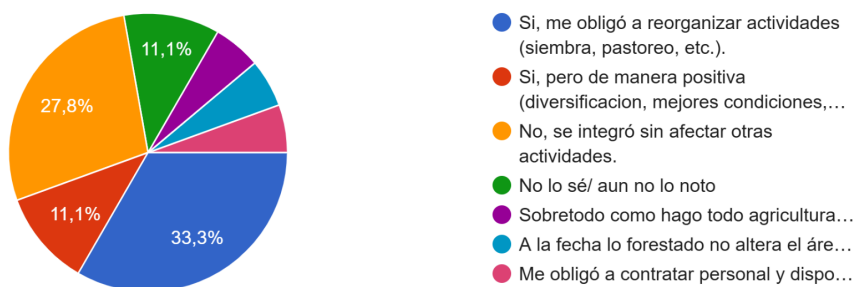 11,1%
27,8%
11,1%
33,3%
Si, me obligó a reorganizar actividades
(siembra, pastoreo, etc.).
Si, pero de manera positiva
(diversificacion, mejores condiciones,…
No, se integró sin afectar otras
actividades.
No lo sé/ aun no lo noto
Sobretodo como hago todo agricultura…
A la fecha lo forestado no altera el áre…
Me obligó a contratar personal y dispo…